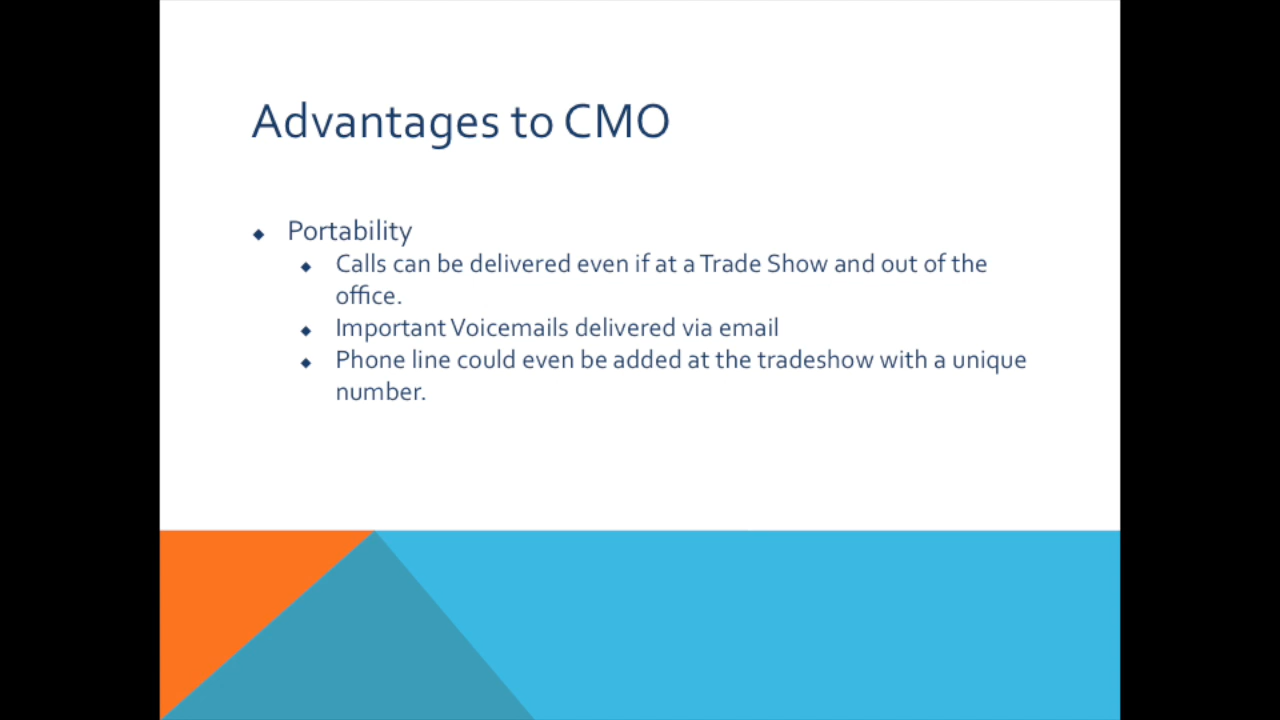 Advantages to CMO
Portability
Calls can be delivered even if at a Trade Show and out of the
office.
Important Voicemails delivered via email
Phone line could even be added at the tradeshow with a unique
number.